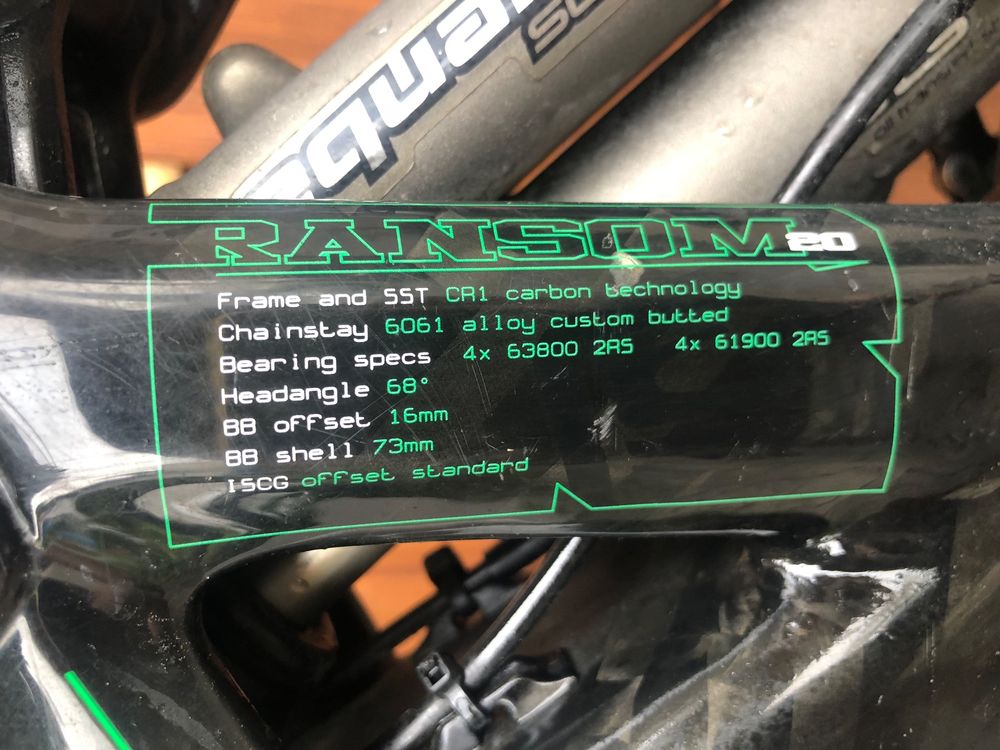 RANSOM 20
Frame and SST CR1 carbon technology
Chainstay 6061 alloy custom butted
Bearing specs 4x 63800 2RS 4x 61900 2RS
Headangle 68°
BB offset 16mm
BB shell 73mm
ISCG offset standard